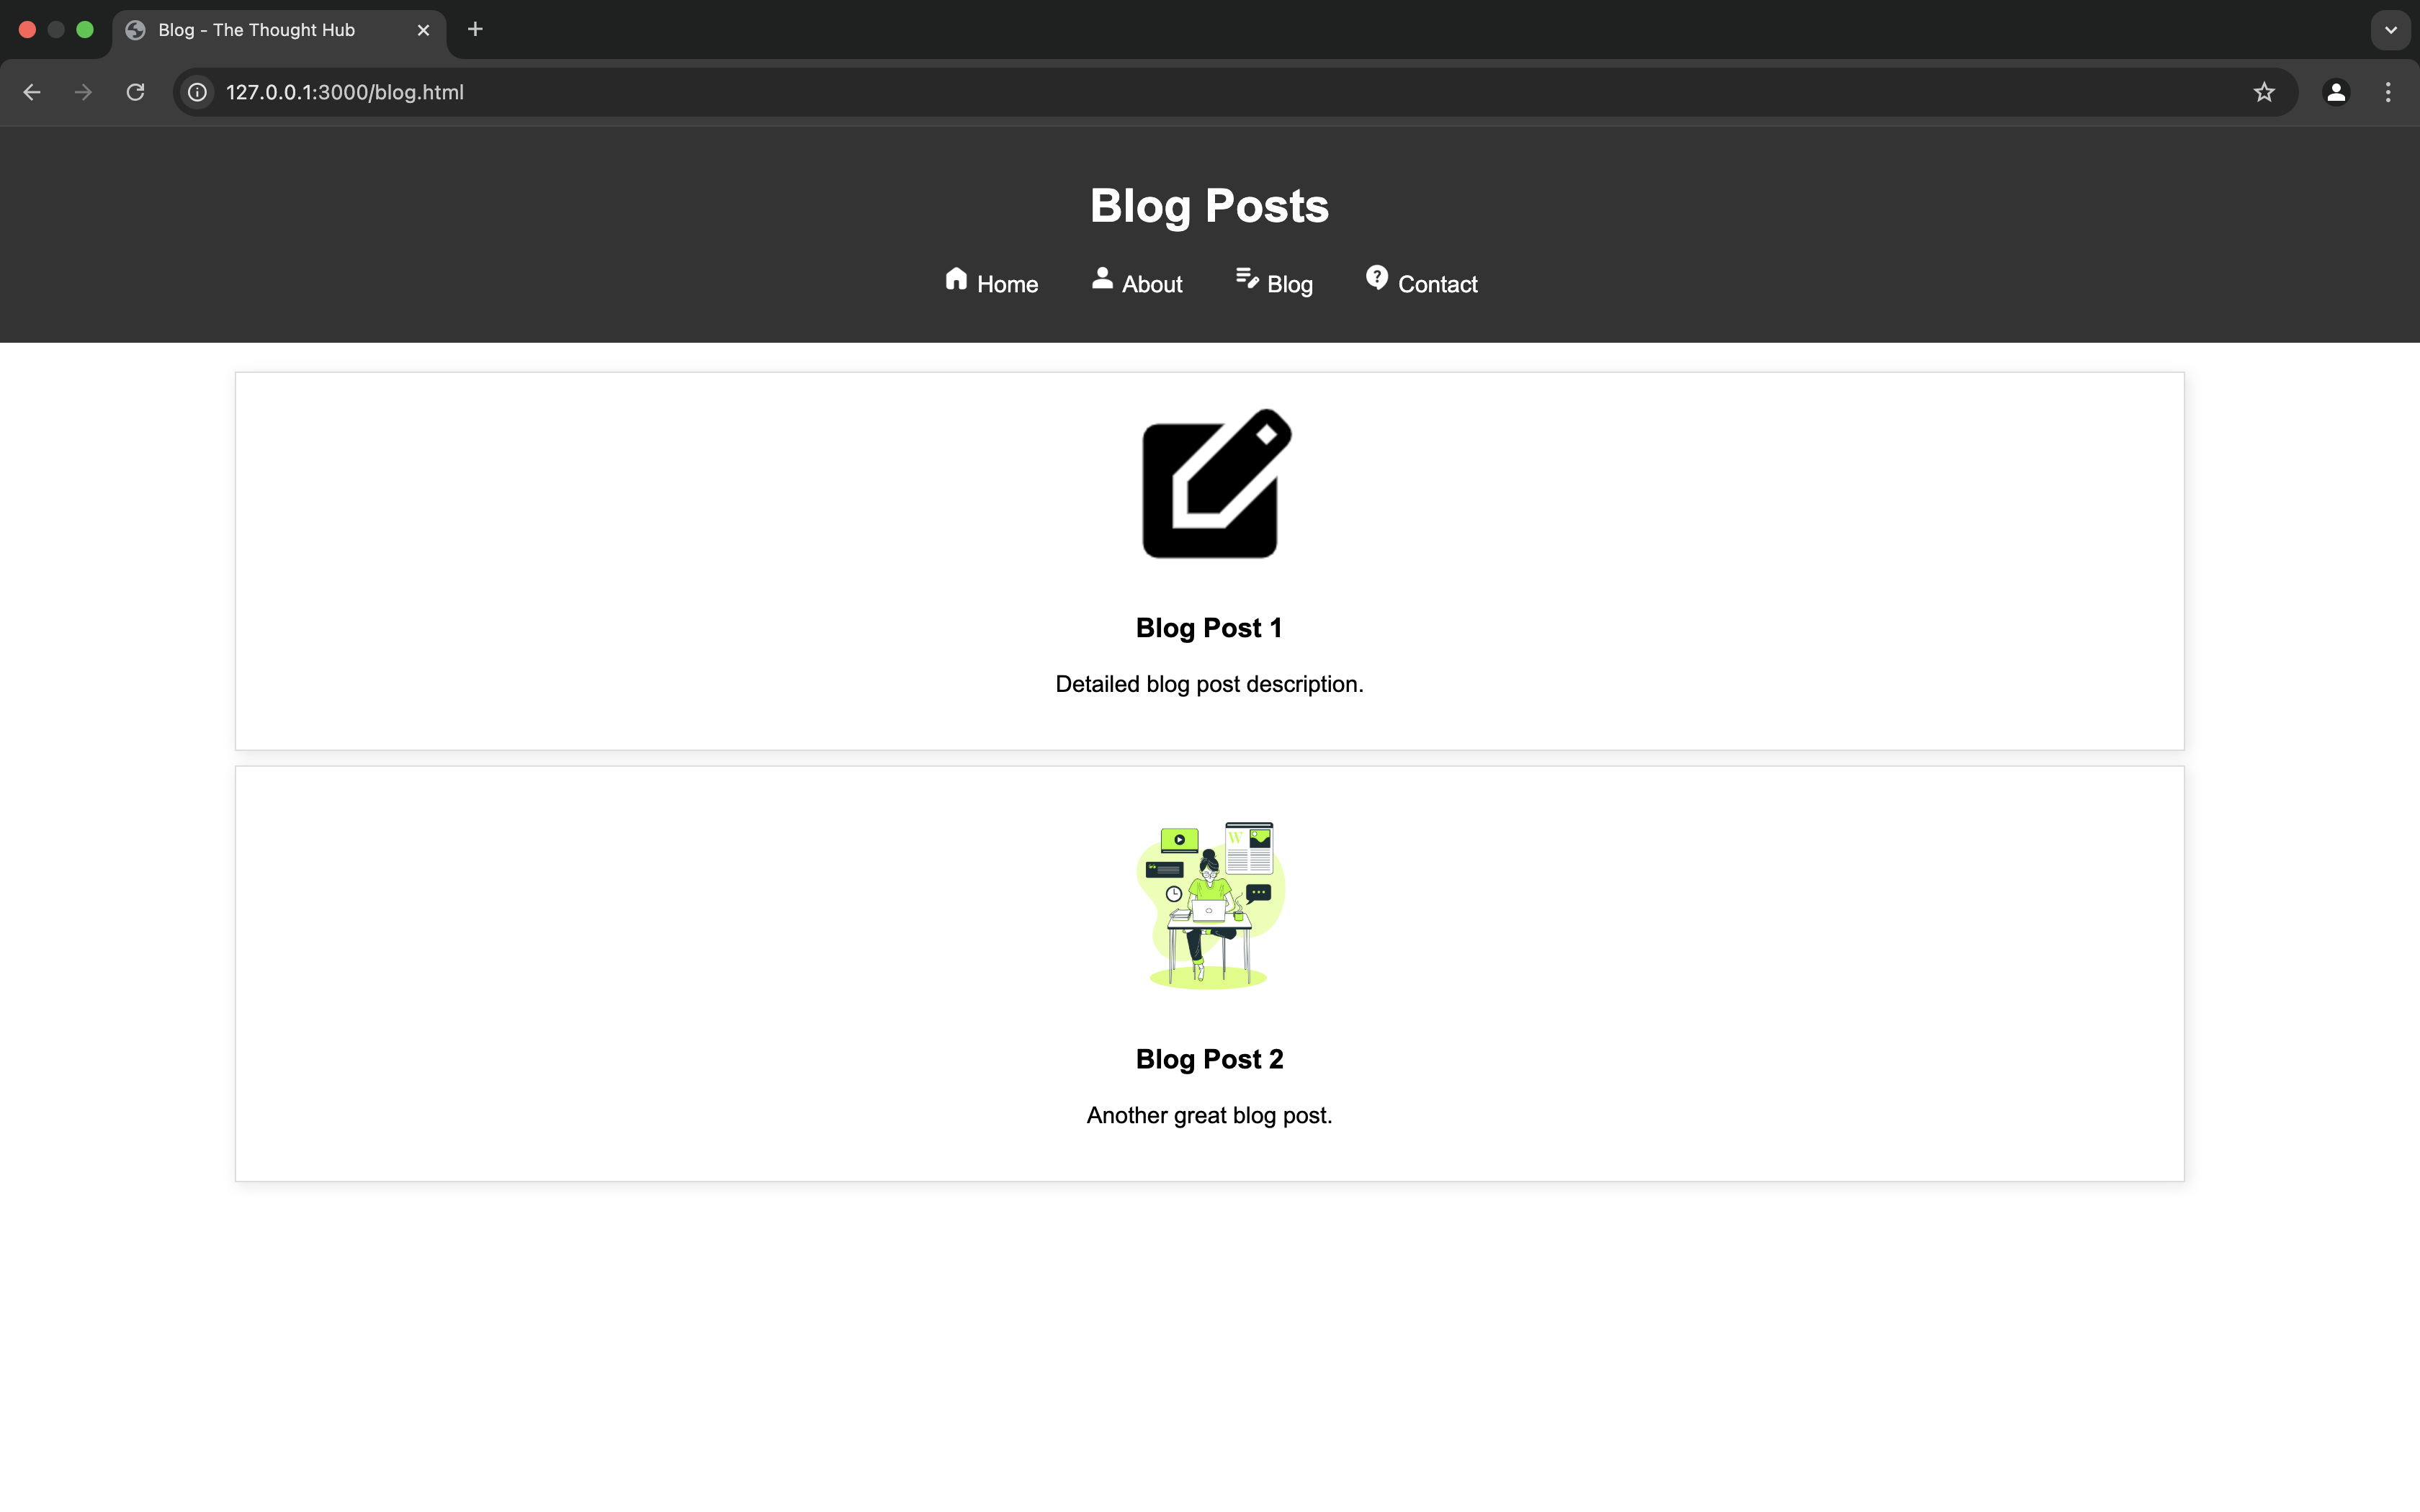 Blog - The Thought Hub
127.0.0.1:3000/blog.html
Blog Posts
Home About Blog Contact
Blog Post 1
Detailed blog post description.
W
Blog Post 2
Another great blog post.